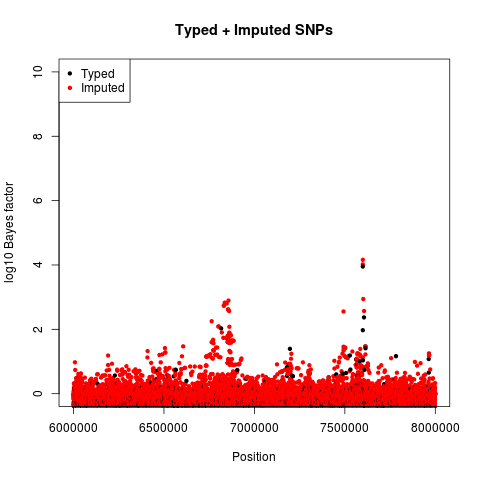 Typed + Imputed SNPs
Typed
Imputed
log10 Bayes factor
10
8
6
4
2
0
6000000 6500000 7000000 7500000 8000000
Position